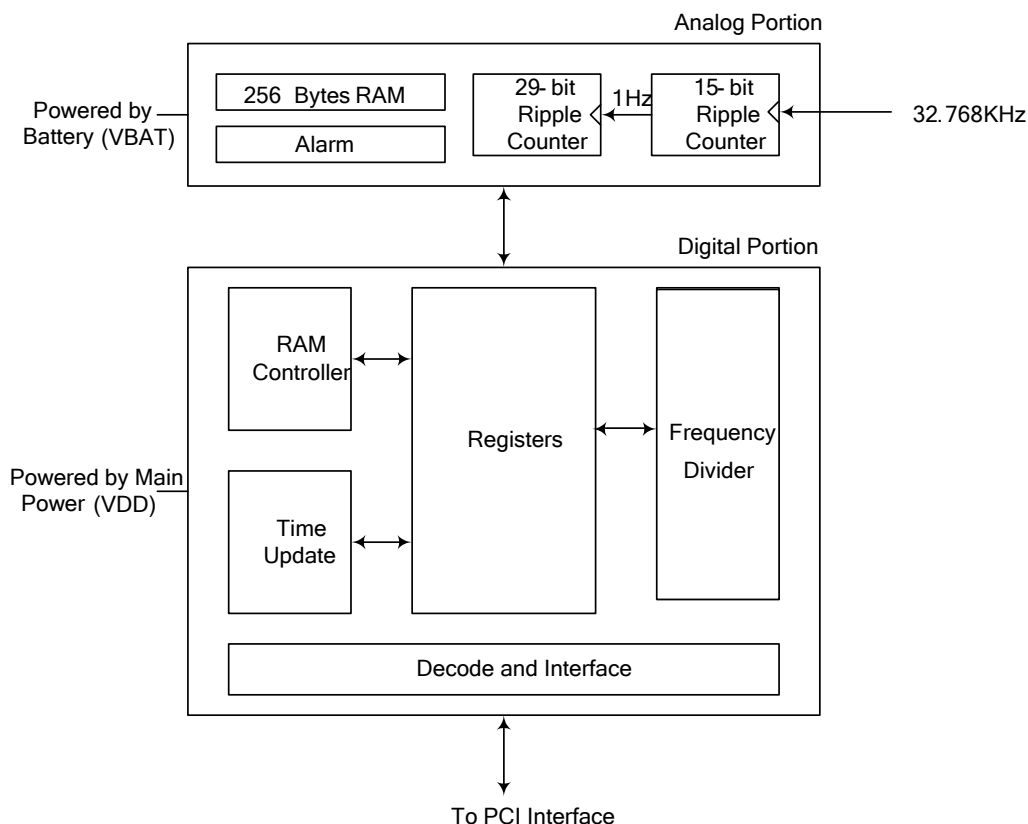 Analog Portion
Powered by
Battery (VBAT)
256 Bytes RAM
Alarm
29- bit
Ripple
Counter
1Hz
15- bit
Ripple
Counter
32.768KHz
Digital Portion
Powered by Main
Power (VDD)
RAM
Controller
Time
Update
Registers
Frequency
Divider
Decode and Interface
To PCI Interface